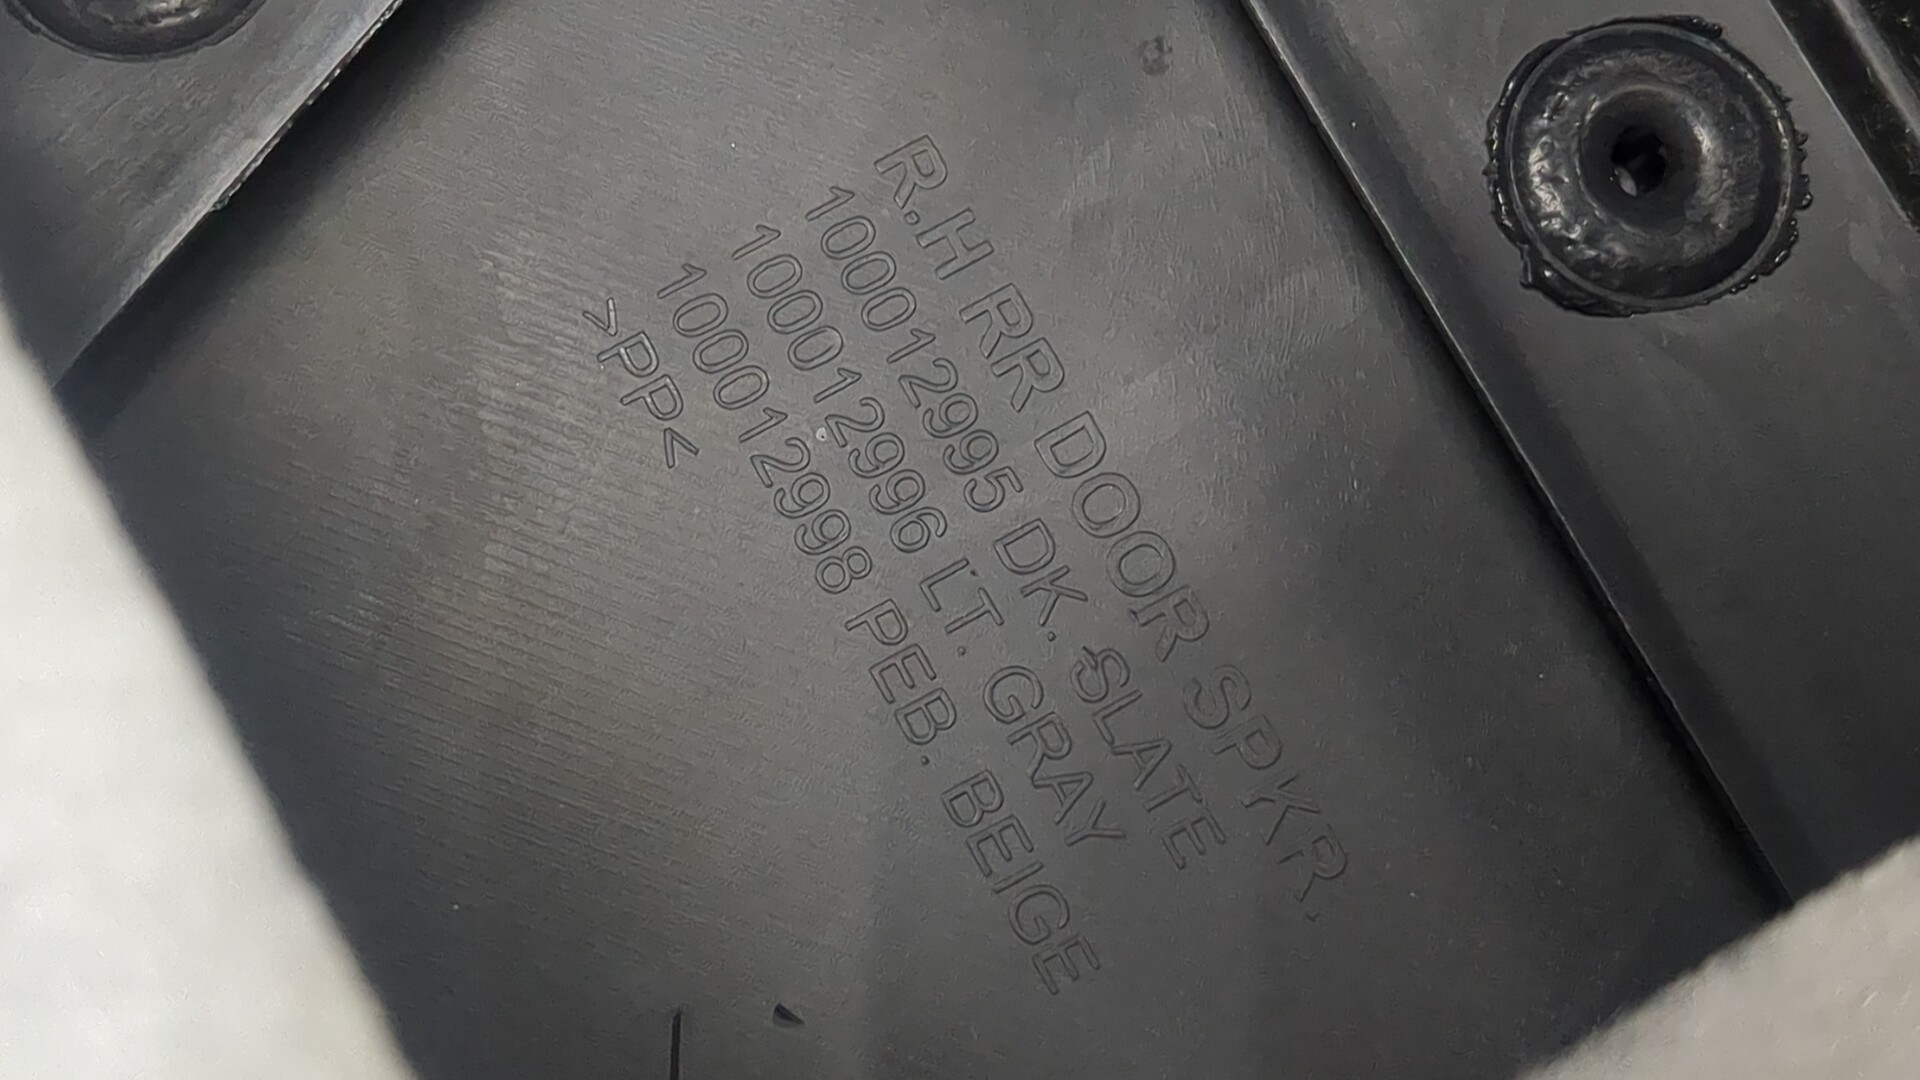 R.H RR DOOR SPKR.
100012995 DK. SLATE
100012996 LT. GRAY
100012998 PEB. BEIGE
>PP<